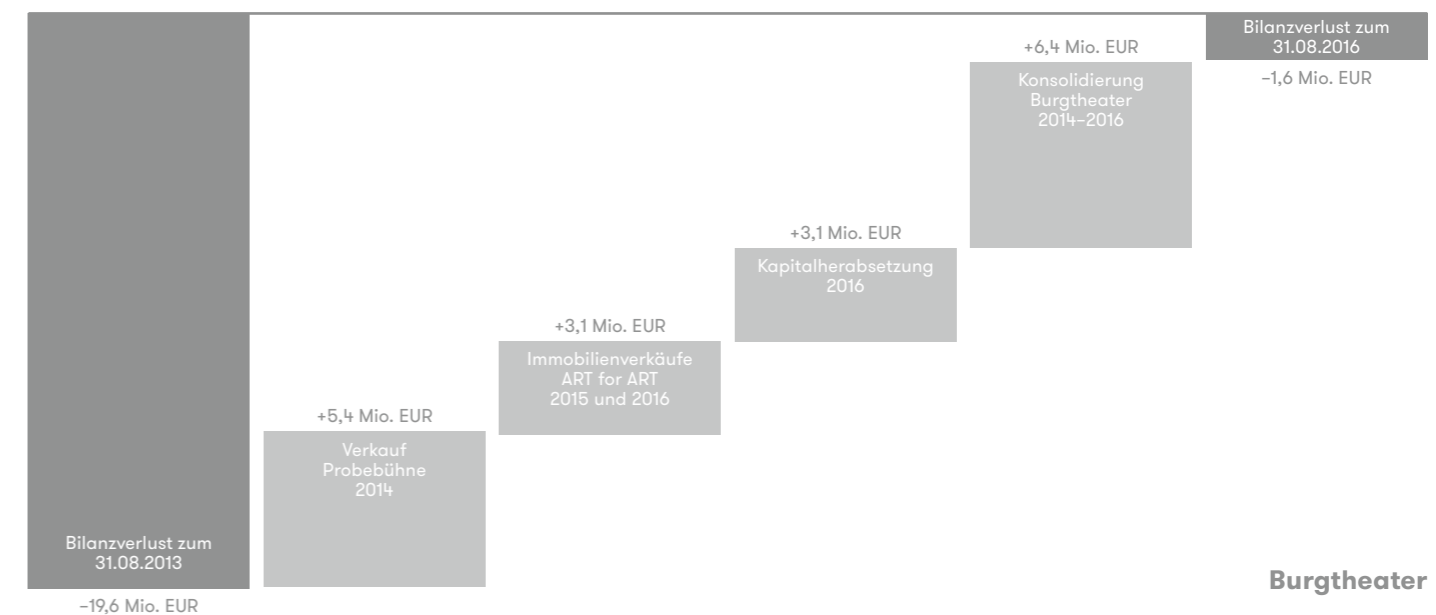 Bilanzverlust zum
31.08.2013
–19,6 Mio. EUR
+5,4 Mio. EUR
Verkauf
Probebühne
2014
+3,1 Mio. EUR
Immobilienverkäufe
ART for ART
2015 und 2016
+3,1 Mio. EUR
Kapitalherabsetzung
2016
+6,4 Mio. EUR
Konsolidierung
Burgtheater
2014–2016
Bilanzverlust zum
31.08.2016
–1,6 Mio. EUR
Burgtheater